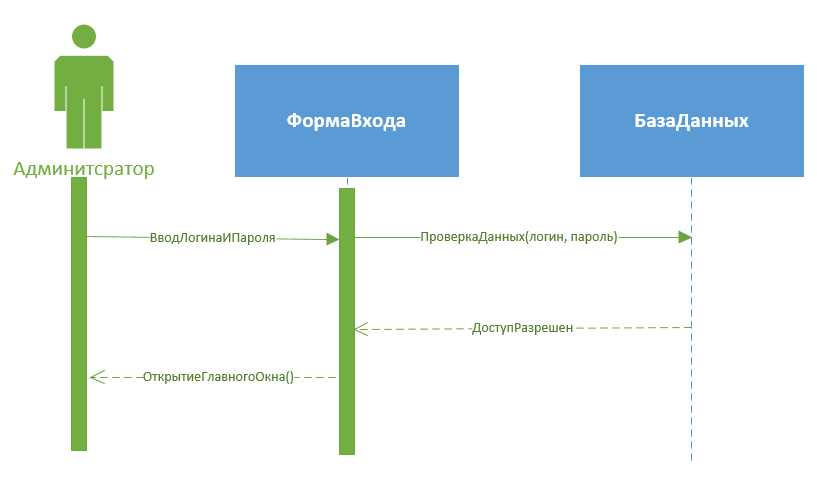 ФормаВхода
БазаДанных
Админитсратор
ВводЛогинаИПароля
ПроверкаДанных(логин, пароль)
ДоступРазрешен
ОткрытиеГлавногоОкна()